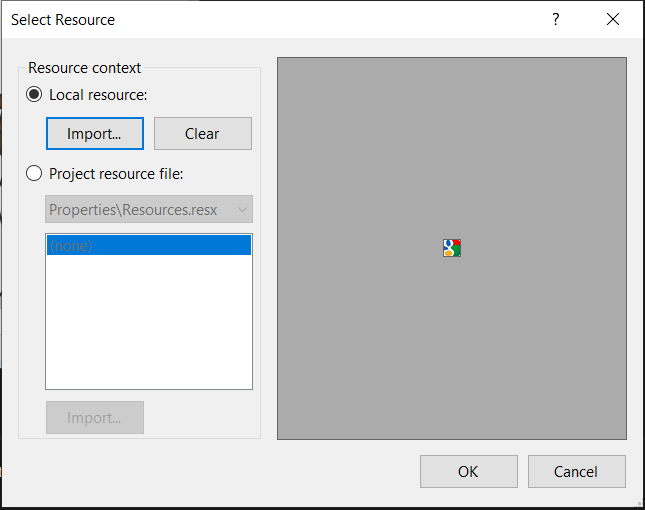 Select Resource
?
Resource context
Local resource:
Import...
Clear
Project resource file:
Properties\Resources.resx
(none)
Import...
OK
Cancel